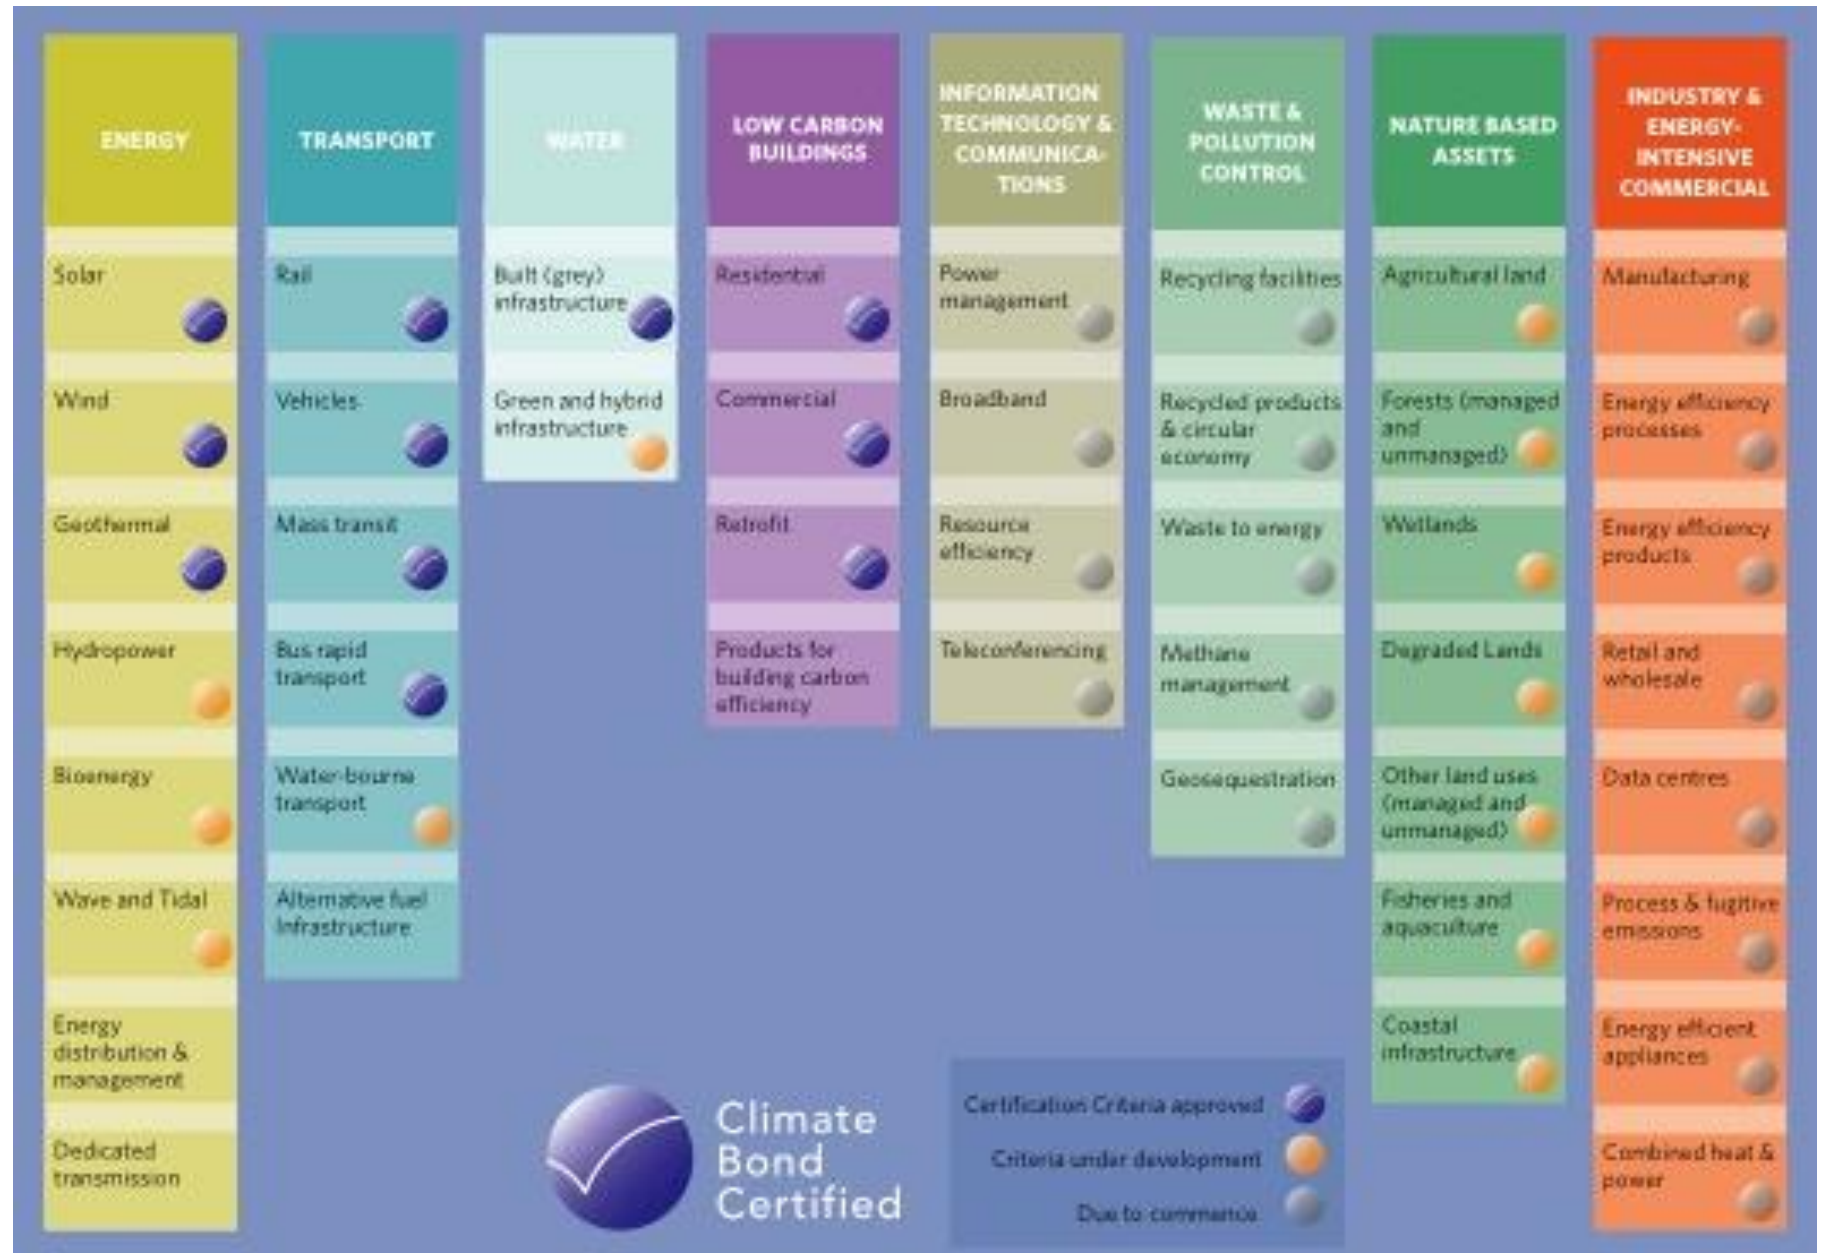 ENERGY
Solar
Wind
Geothermal
Hydropower
Bioenergy
Wave and Tidal
Energy
distribution &
management
Dedicated
transmission
TRANSPORT
Rail
Vehicles
Mass transit
Bus rapid
transport
Water-bourne
transport
Alternative fuel
Infrastructure
WATER
Built (grey)
infrastructure
Green and hybrid
infrastructure
LOW CARBON
BUILDINGS
Residential
Commercial
Retrofit
Products for
building carbon
efficiency
INFORMATION
TECHNOLOGY &
COMMUNICA-
TIONS
Power
management
Broadband
Resource
efficiency
Teleconferencing
WASTE &
POLLUTION
CONTROL
Recycling facilities
Recycled products
& circular
economy
Waste to energy
Methane
management
Geosequestration
NATURE BASED
ASSETS
Agricultural land
Forests (managed
and
unmanaged)
Wetlands
Degraded Lands
Other land uses
(managed and
unmanaged)
Fisheries and
aquaculture
Coastal
infrastructure
INDUSTRY &
ENERGY-
INTENSIVE
COMMERCIAL
Manufacturing
Energy efficiency
processes
Energy efficiency
products
Retail and
wholesale
Data centres
Process & fugitive
emissions
Energy efficient
appliances
Combined heat &
power
Climate
Bond
Certified
Certification Criteria approved
Criteria under development
Due to commence